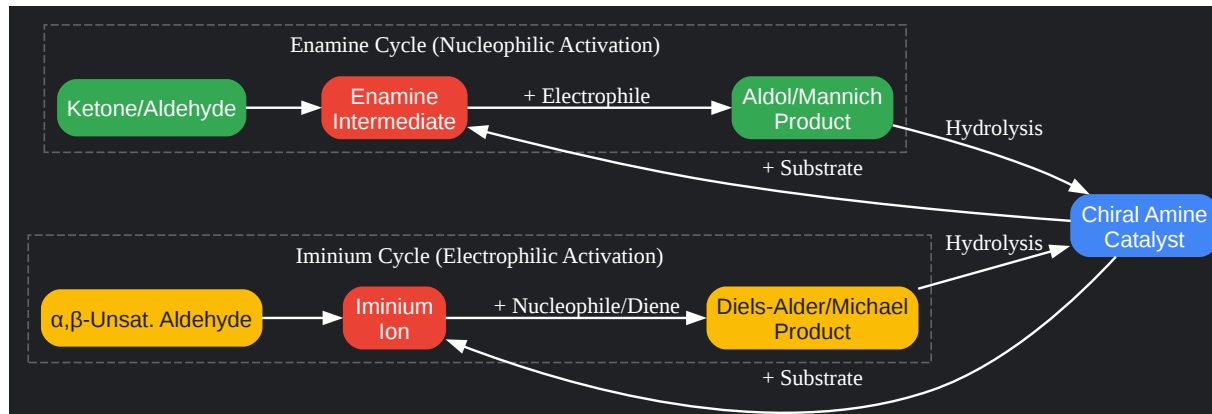 Enamine Cycle (Nucleophilic Activation)
Ketone/Aldehyde
Enamine
Intermediate
+ Electrophile
Aldol/Mannich
Product
Hydrolysis
+ Substrate
Chiral Amine
Catalyst
Iminium Cycle (Electrophilic Activation)
Hydrolysis
α,β-Unsat. Aldehyde
Iminium
Ion
+ Nucleophile/Diene
Diels-Alder/Michael
Product
+ Substrate